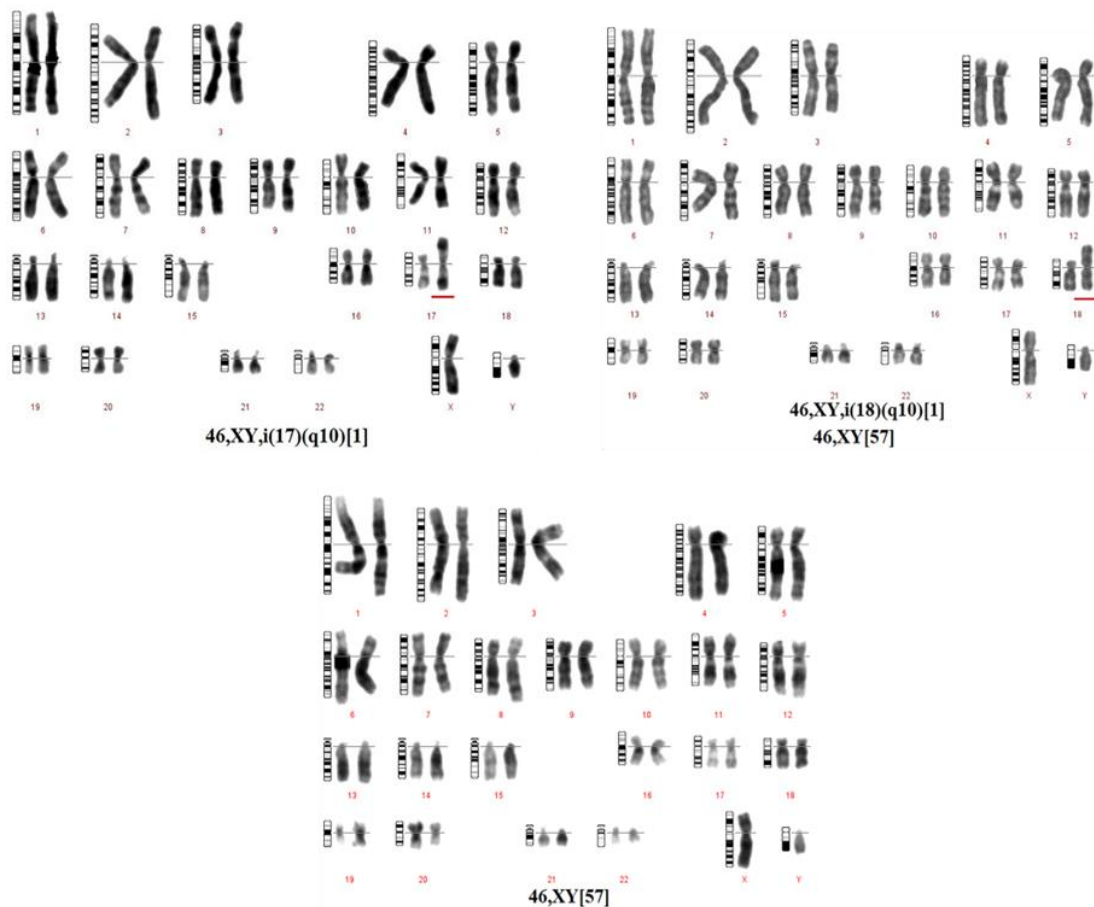 1 2 3 4 5
6 7 8 9 10 11 12
13 14 15 16 17 18
19 20 21 22 X Y
46,XY,i(17)(q10)[1]
1 2 3 4 5
6 7 8 9 10 11 12
13 14 15 16 17 18
19 20 21 22 X Y
46,XY,i(18)(q10)[1]
46,XY[57]
1 2 3 4 5
6 7 8 9 10 11 12
13 14 15 16 17 18
19 20 21 22 X Y
46,XY[57]